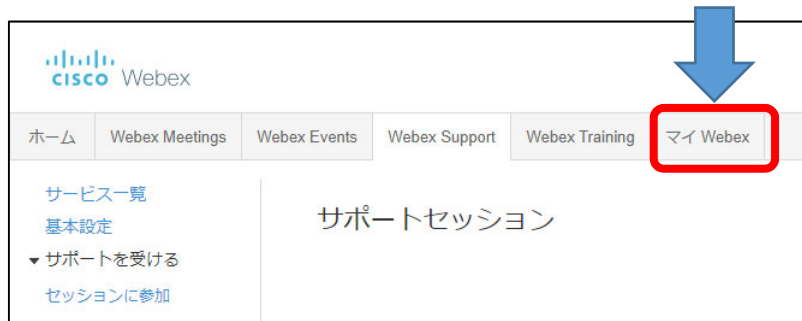 cisco Webex
ホーム Webex Meetings Webex Events Webex Support Webex Training マイ Webex
サービス一覧
基本設定
サポートを受ける
セッションに参加
サポートセッション